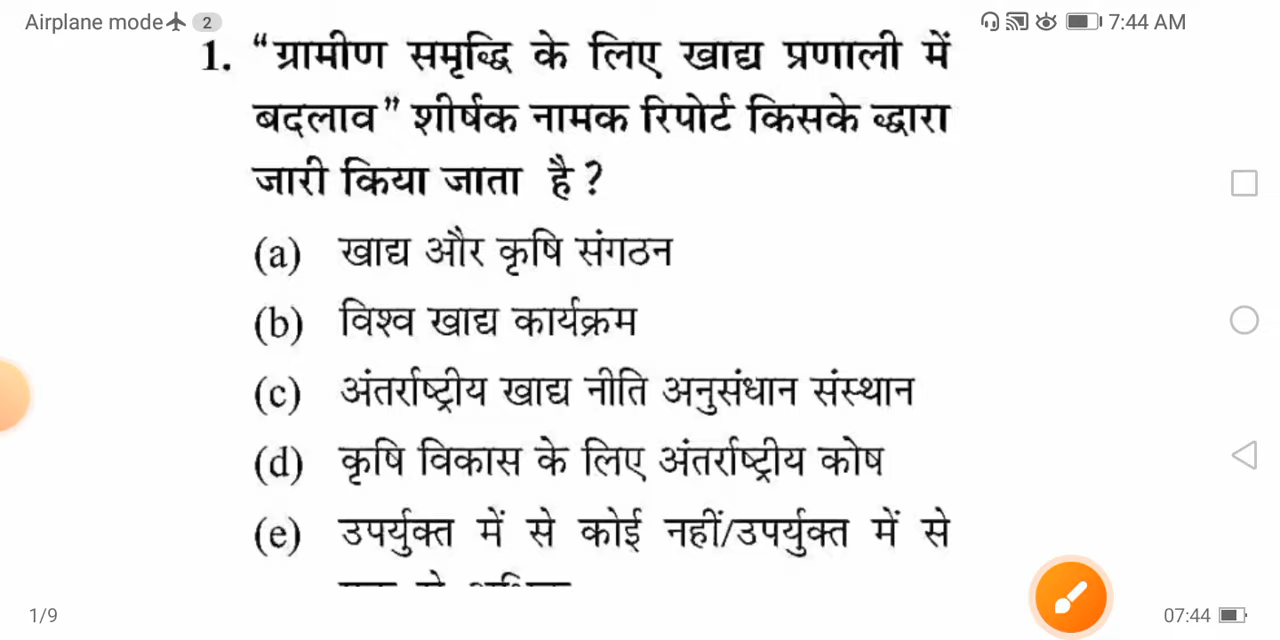 Airplane mode 2 7:44 AM
1. “ग्रामीण समृद्धि के लिए खाद्य प्रणाली में
बदलाव” शीर्षक नामक रिपोर्ट किसके द्धारा
जारी किया जाता है ?
(a) खाद्य और कृषि संगठन
(b) विश्व खाद्य कार्यक्रम
(c) अंतर्राष्ट्रीय खाद्य नीति अनुसंधान संस्थान
(d) कृषि विकास के लिए अंतर्राष्ट्रीय कोष
(e) उपर्युक्त में से कोई नहीं/उपर्युक्त में से
1/9 07:44